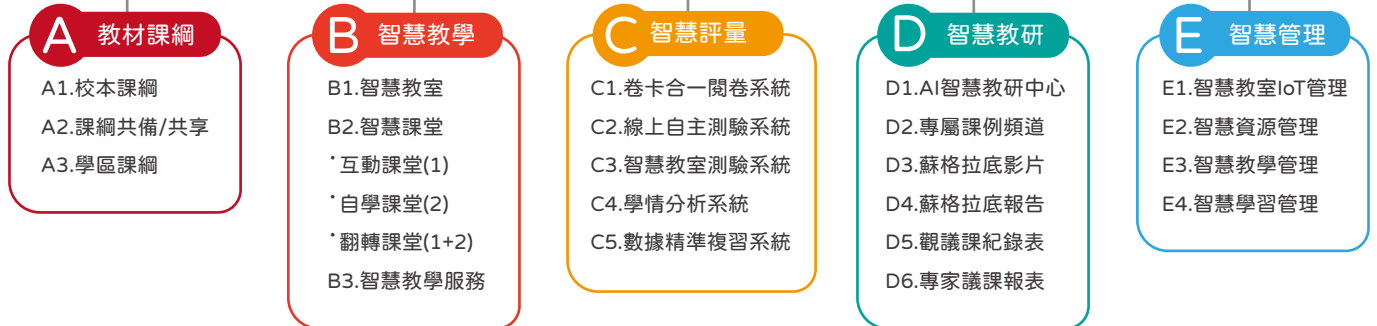 A 教材課綱
A1.校本課綱
A2.課綱共備/共享
A3.學區課綱
B 智慧教學
B1.智慧教室
B2.智慧課堂
˙互動課堂(1)
˙自學課堂(2)
˙翻轉課堂(1+2)
B3.智慧教學服務
C 智慧評量
C1.卷卡合一閱卷系統
C2.線上自主測驗系統
C3.智慧教室測驗系統
C4.學情分析系統
C5.數據精準複習系統
D 智慧教研
D1.AI智慧教研中心
D2.專屬課例頻道
D3.蘇格拉底影片
D4.蘇格拉底報告
D5.觀議課紀錄表
D6.專家議課報表
E 智慧管理
E1.智慧教室IoT管理
E2.智慧資源管理
E3.智慧教學管理
E4.智慧學習管理